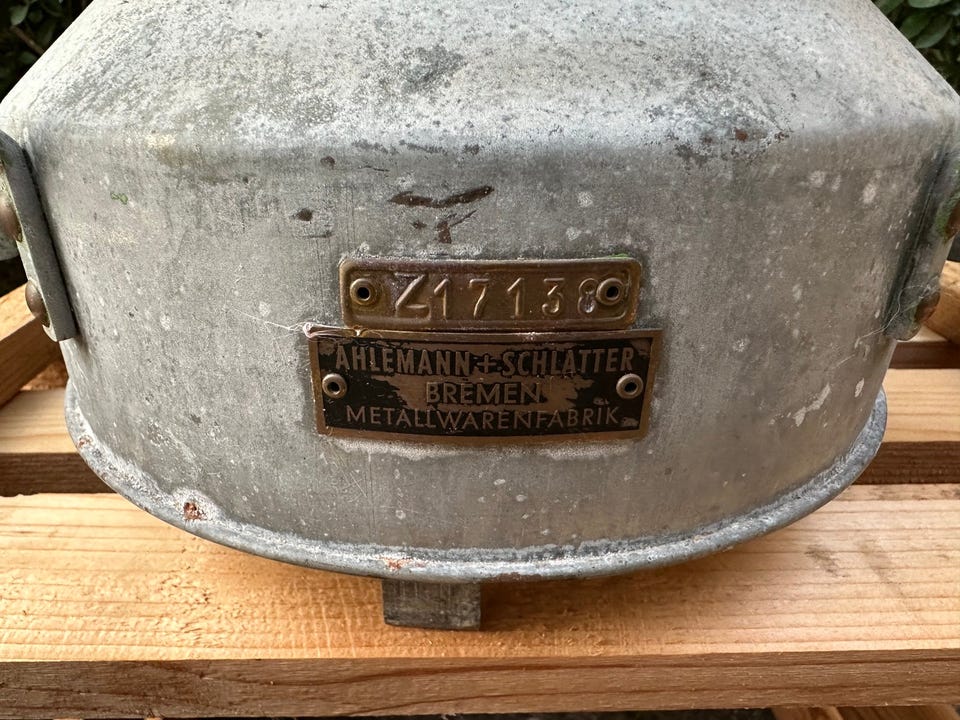 Z17138
AHLEMANN+SCHLATTER
BREMEN
METALLWARENFABRIK